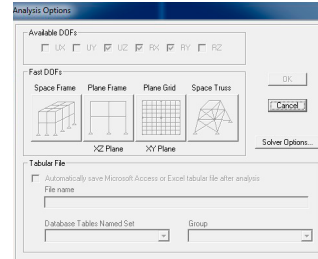 Analysis Options
Available DOFs
UX UY UZ RX RY RZ
Fast DOFs
Space Frame Plane Frame Plane Grid Space Truss
XZ Plane XY Plane
OK
Cancel
Solver Options...
Tabular File
Automatically save Microsoft Access or Excel tabular file after analysis
File name
Database Tables Named Set Group